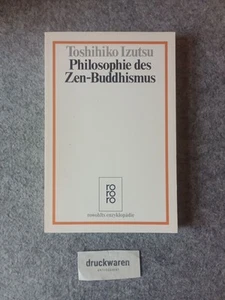 Toshihiko Izutsu
Philosophie des
Zen-Buddhismus
ro
ro
ro
rowohlts enzyklopädie
druckwaren